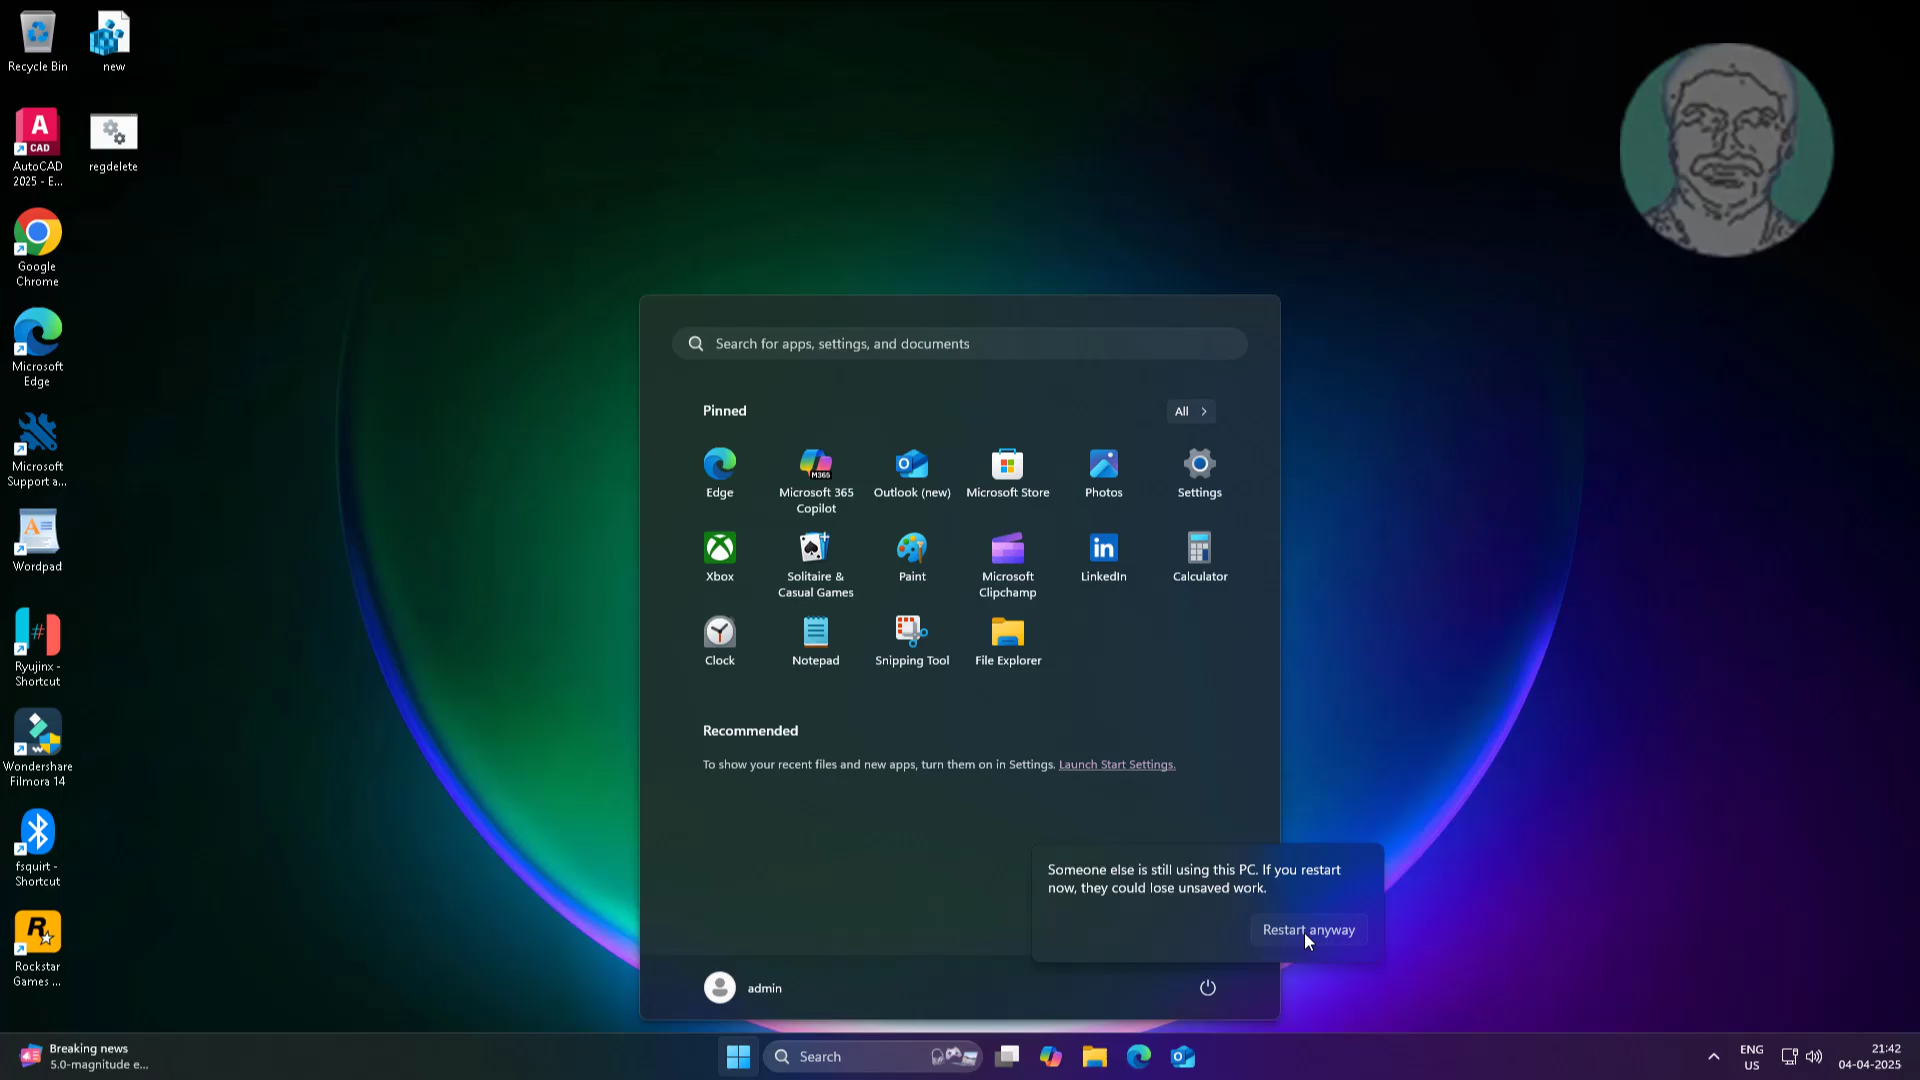 Recycle Bin
new
A
CAD
AutoCAD
2025 - E...
regdelete
Google
Chrome
Microsoft
Edge
Microsoft
Support a...
A
Wordpad
#
Ryujinx -
Shortcut
Wondershare
Filmora 14
fsquirt -
Shortcut
R
Rockstar
Games ...
Search for apps, settings, and documents
Pinned
All
Edge
M365
Microsoft 365
Copilot
Outlook (new)
Microsoft Store
Photos
Settings
Xbox
Solitaire &
Casual Games
Paint
Microsoft
Clipchamp
in
LinkedIn
Calculator
Clock
Notepad
Snipping Tool
File Explorer
Recommended
To show your recent files and new apps, turn them on in Settings. Launch Start Settings.
Someone else is still using this PC. If you restart
now, they could lose unsaved work.
Restart anyway
admin
Breaking news
5.0-magnitude e...
Search
ENG
US
21:42
04-04-2025